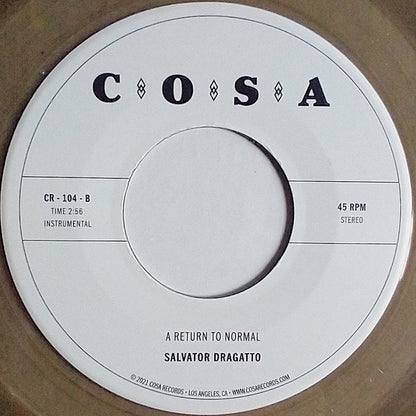 COSA
CR - 104 - B
TIME 2:56
INSTRUMENTAL
45 RPM
STEREO
A RETURN TO NORMAL
SALVATOR DRAGATTO
© 2021 COSA RECORDS • LOS ANGELES, CA • WWW.COSARECORDS.COM